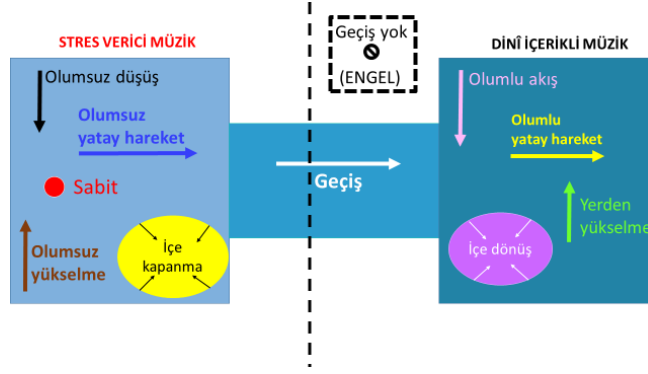 STRES VERİCİ MÜZİK
Olumsuz düşüş
Olumsuz
yatay hareket
Sabit
Olumsuz
yükselme
İçe
kapanma
Geçiş yok
(ENGEL)
Geçiş
DİNÎ İÇERİKLİ MÜZİK
Olumlu akış
Olumlu
yatay hareket
Yerden
yükselme
İçe dönüş